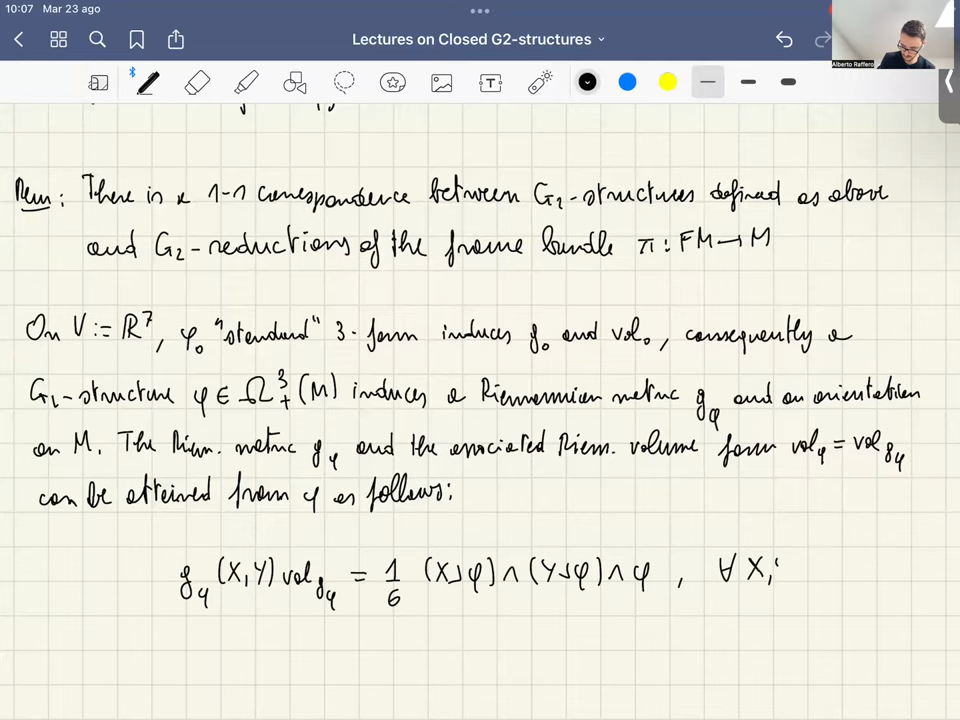 10:07 Mar 23 ago
Lectures on Closed G2-structures
Alberto Raffero
Rem: There is a 1-1 correspondence between G₂-structures defined as above
and G₂-reductions of the frame bundle π: FM → M
On V := ℝ⁷, φ₀ "standard" 3-form induces g₀ and vol₀, consequently a
G₂-structure φ ∈ Ω³₊(M) induces a Riemannian metric g_φ and an orientation
on M. The Riem. metric g_φ and the associated Riem. volume form vol_φ = vol_{g_φ}
can be obtained from φ as follows:
g_φ (X,Y) vol_{g_φ} = 1/6 (X⌟φ) ∧ (Y⌟φ) ∧ φ , ∀ X,